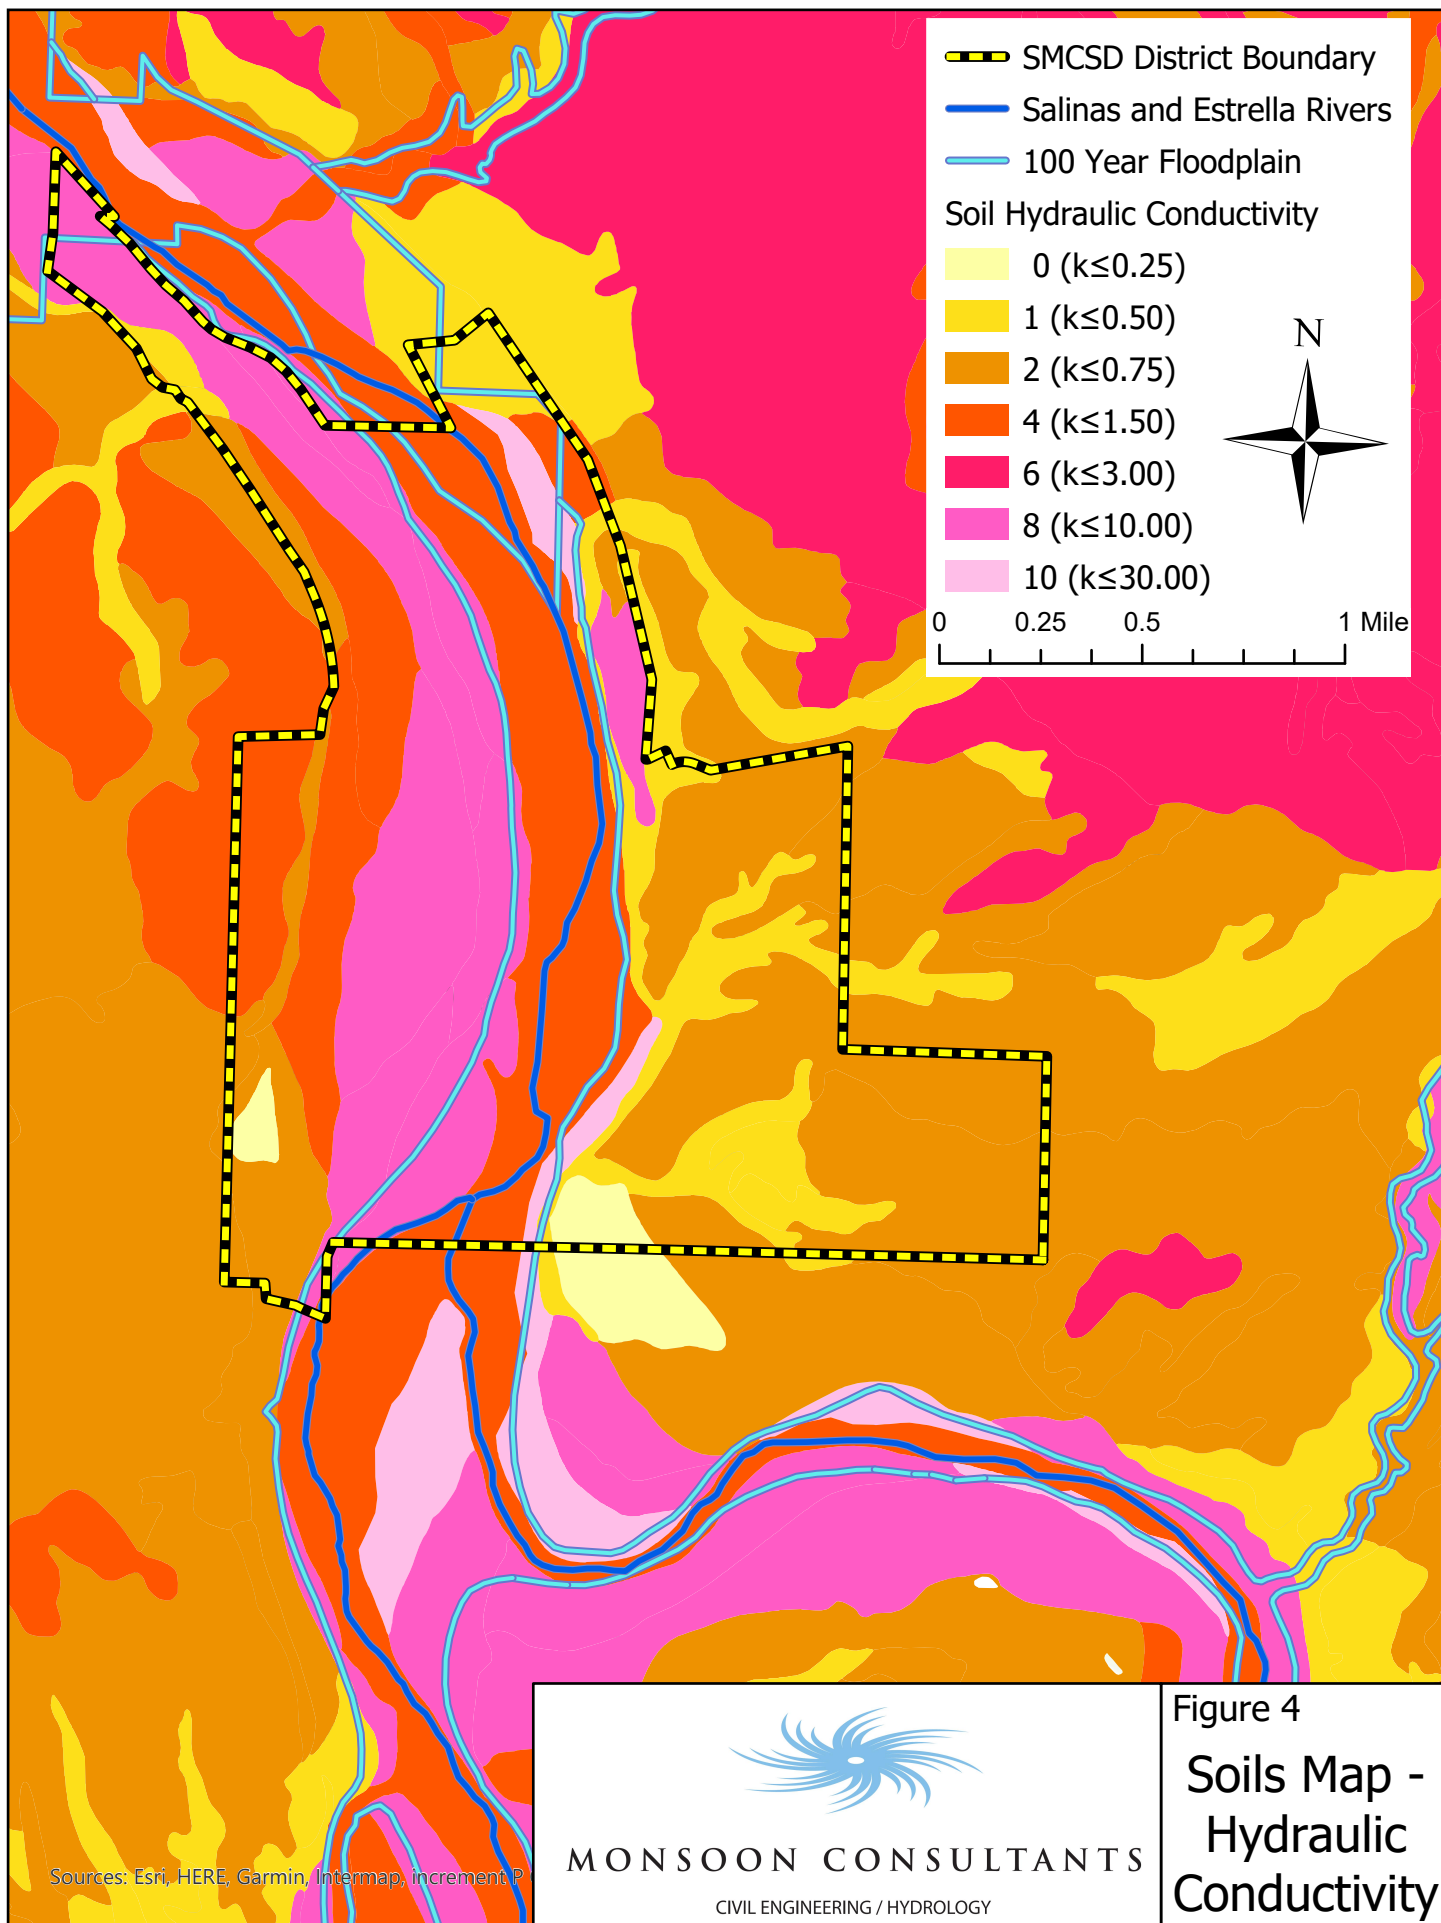 SMCSD District Boundary
Salinas and Estrella Rivers
100 Year Floodplain
Soil Hydraulic Conductivity
0 (k≤0.25)
1 (k≤0.50)
2 (k≤0.75)
4 (k≤1.50)
6 (k≤3.00)
8 (k≤10.00)
10 (k≤30.00)
N
0 0.25 0.5 1 Mile
Figure 4
Soils Map -
Hydraulic
Conductivity
MONSOON CONSULTANTS
CIVIL ENGINEERING / HYDROLOGY
Sources: Esri, HERE, Garmin, Intermap, increment P